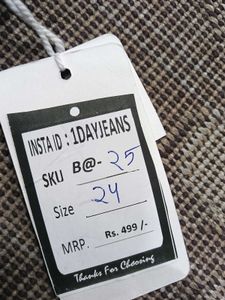 INSTA ID : 1DAYJEANS
SKU B@- 25
Size 24
MRP. Rs. 499 /-
Thanks For Choosing